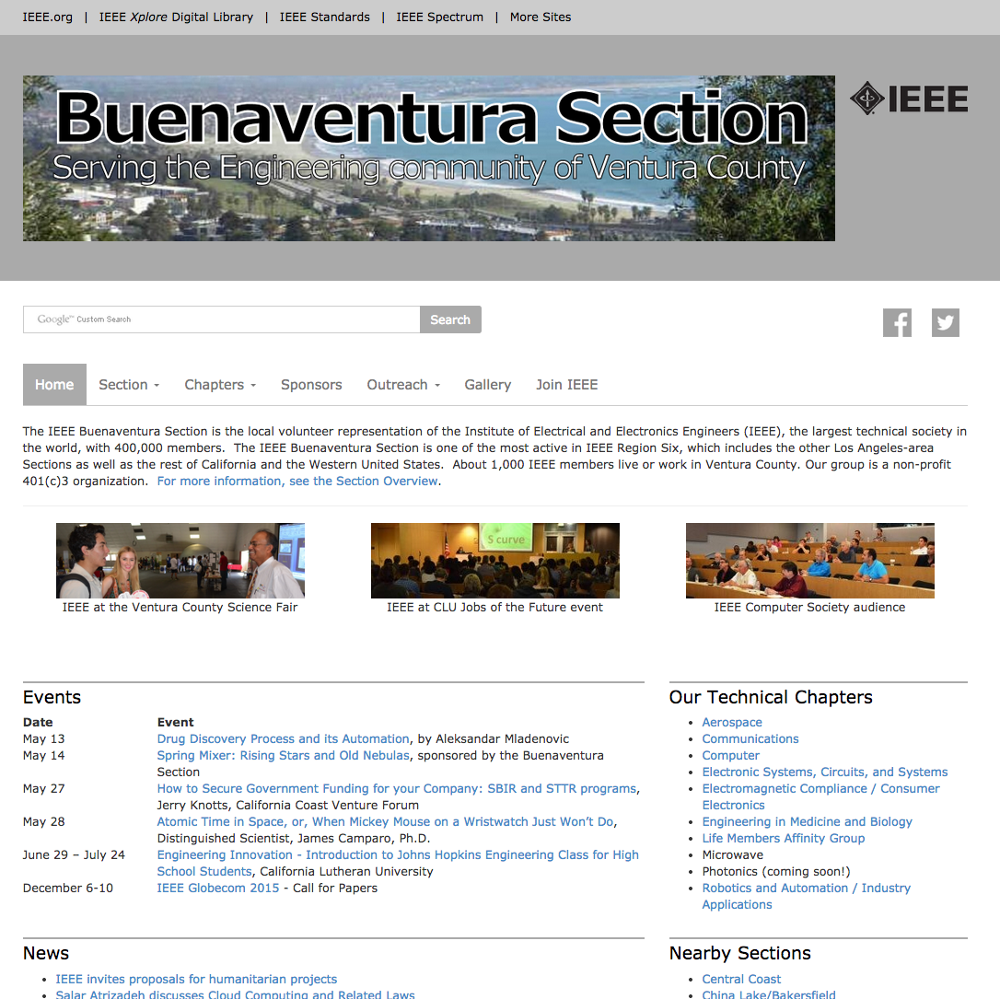 IEEE.org | IEEE Xplore Digital Library | IEEE Standards | IEEE Spectrum | More Sites
Buenaventura Section
Serving the Engineering community of Ventura County
IEEE
Google™ Custom Search
Search
Home Section Chapters Sponsors Outreach Gallery Join IEEE
The IEEE Buenaventura Section is the local volunteer representation of the Institute of Electrical and Electronics Engineers (IEEE), the largest technical society in
the world, with 400,000 members. The IEEE Buenaventura Section is one of the most active in IEEE Region Six, which includes the other Los Angeles-area
Sections as well as the rest of California and the Western United States. About 1,000 IEEE members live or work in Ventura County. Our group is a non-profit
401(c)3 organization. For more information, see the Section Overview.
S curve
IEEE at the Ventura County Science Fair
IEEE at CLU Jobs of the Future event
IEEE Computer Society audience
Events
Date Event
May 13 Drug Discovery Process and its Automation, by Aleksandar Mladenovic
May 14 Spring Mixer: Rising Stars and Old Nebulas, sponsored by the Buenaventura
Section
May 27 How to Secure Government Funding for your Company: SBIR and STTR programs,
Jerry Knotts, California Coast Venture Forum
May 28 Atomic Time in Space, or, When Mickey Mouse on a Wristwatch Just Won't Do,
Distinguished Scientist, James Camparo, Ph.D.
June 29 – July 24 Engineering Innovation - Introduction to Johns Hopkins Engineering Class for High
School Students, California Lutheran University
December 6-10 IEEE Globecom 2015 - Call for Papers
Our Technical Chapters
• Aerospace
• Communications
• Computer
• Electronic Systems, Circuits, and Systems
• Electromagnetic Compliance / Consumer
Electronics
• Engineering in Medicine and Biology
• Life Members Affinity Group
• Microwave
• Photonics (coming soon!)
• Robotics and Automation / Industry
Applications
News
• IEEE invites proposals for humanitarian projects
• Salar Atrizadeh discusses Cloud Computing and Related Laws
Nearby Sections
• Central Coast
• China Lake/Bakersfield